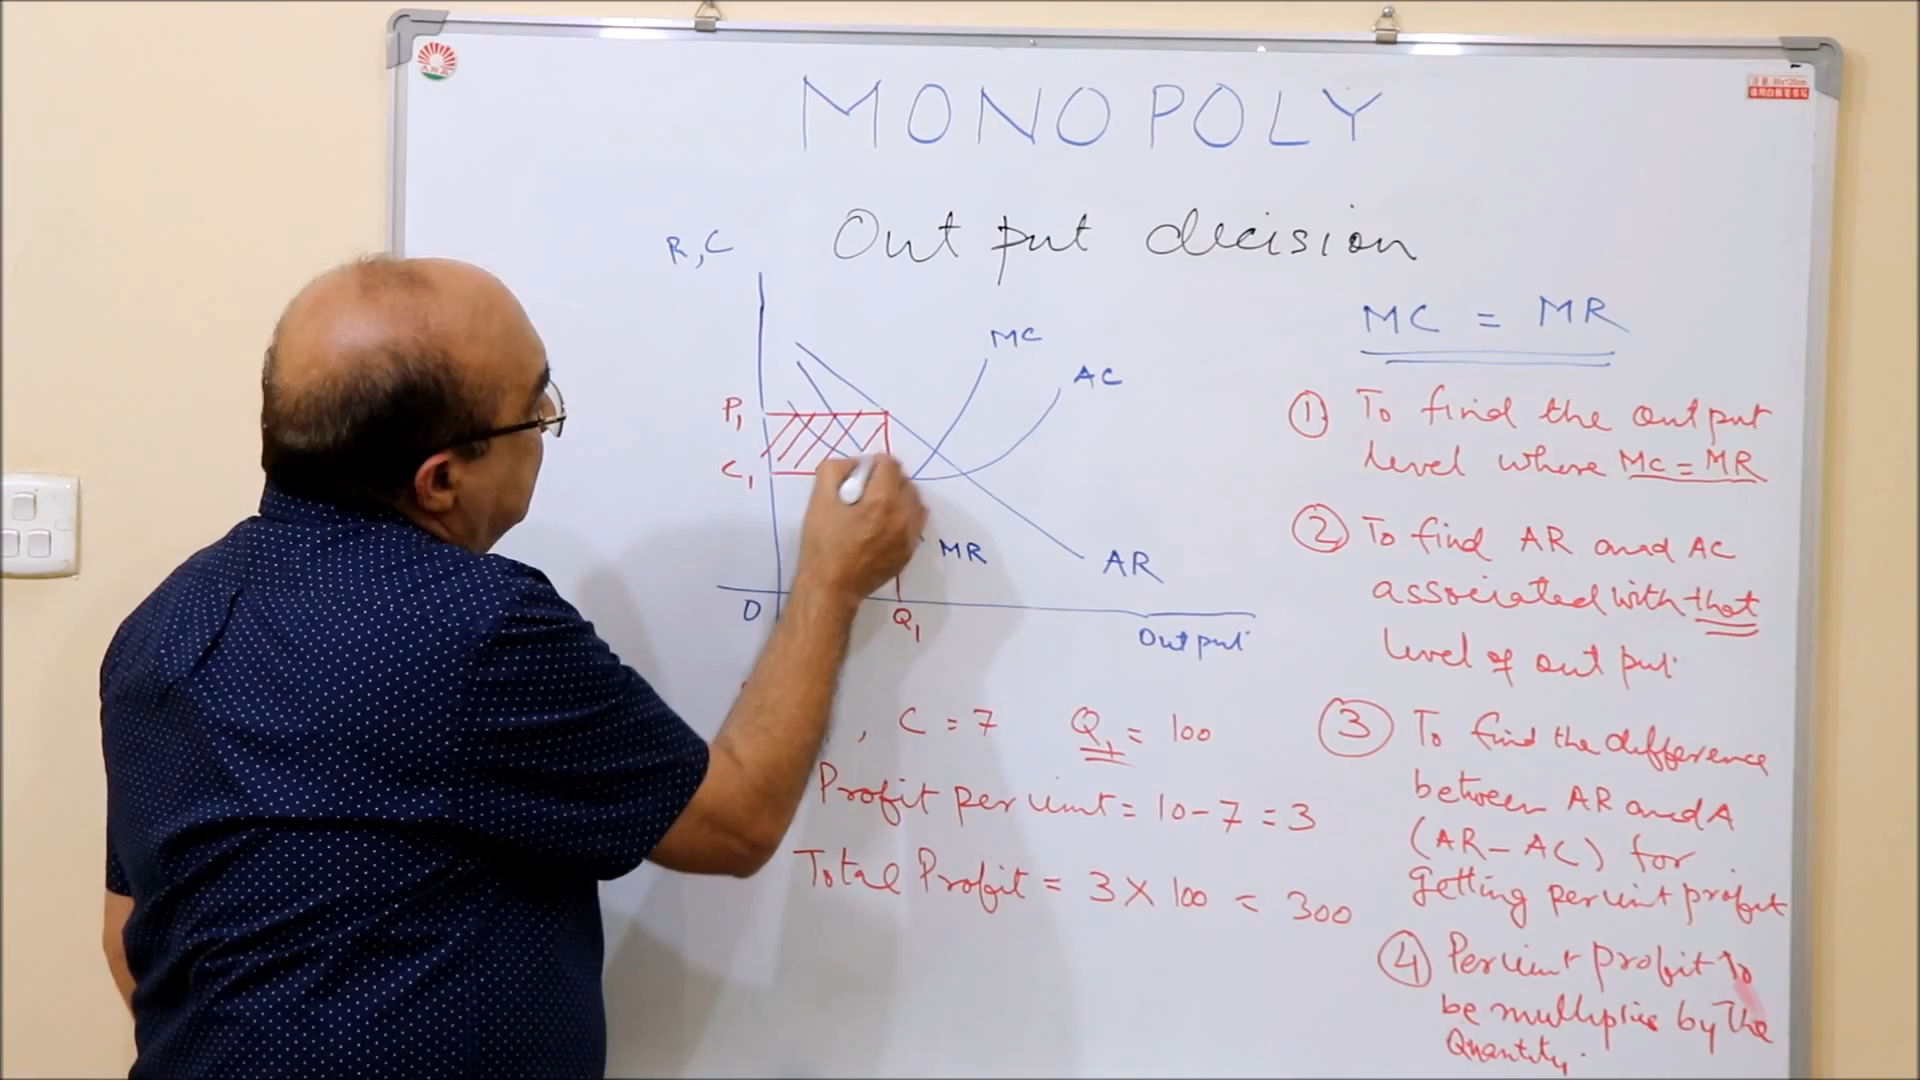 MONOPOLY
Output decision
R,C
MC
AC
P1
C1
MR
AR
O
Q1
Output
, C = 7 Q1 = 100
Profit per unit = 10-7 = 3
Total Profit = 3 X 100 = 300
MC = MR
① To find the output
level where MC = MR
② To find AR and AC
associated with that
level of output
③ To find the difference
between AR and A
(AR - AC) for
getting per unit profit
④ Per unit profit to
be multiplies by the
Quantity.